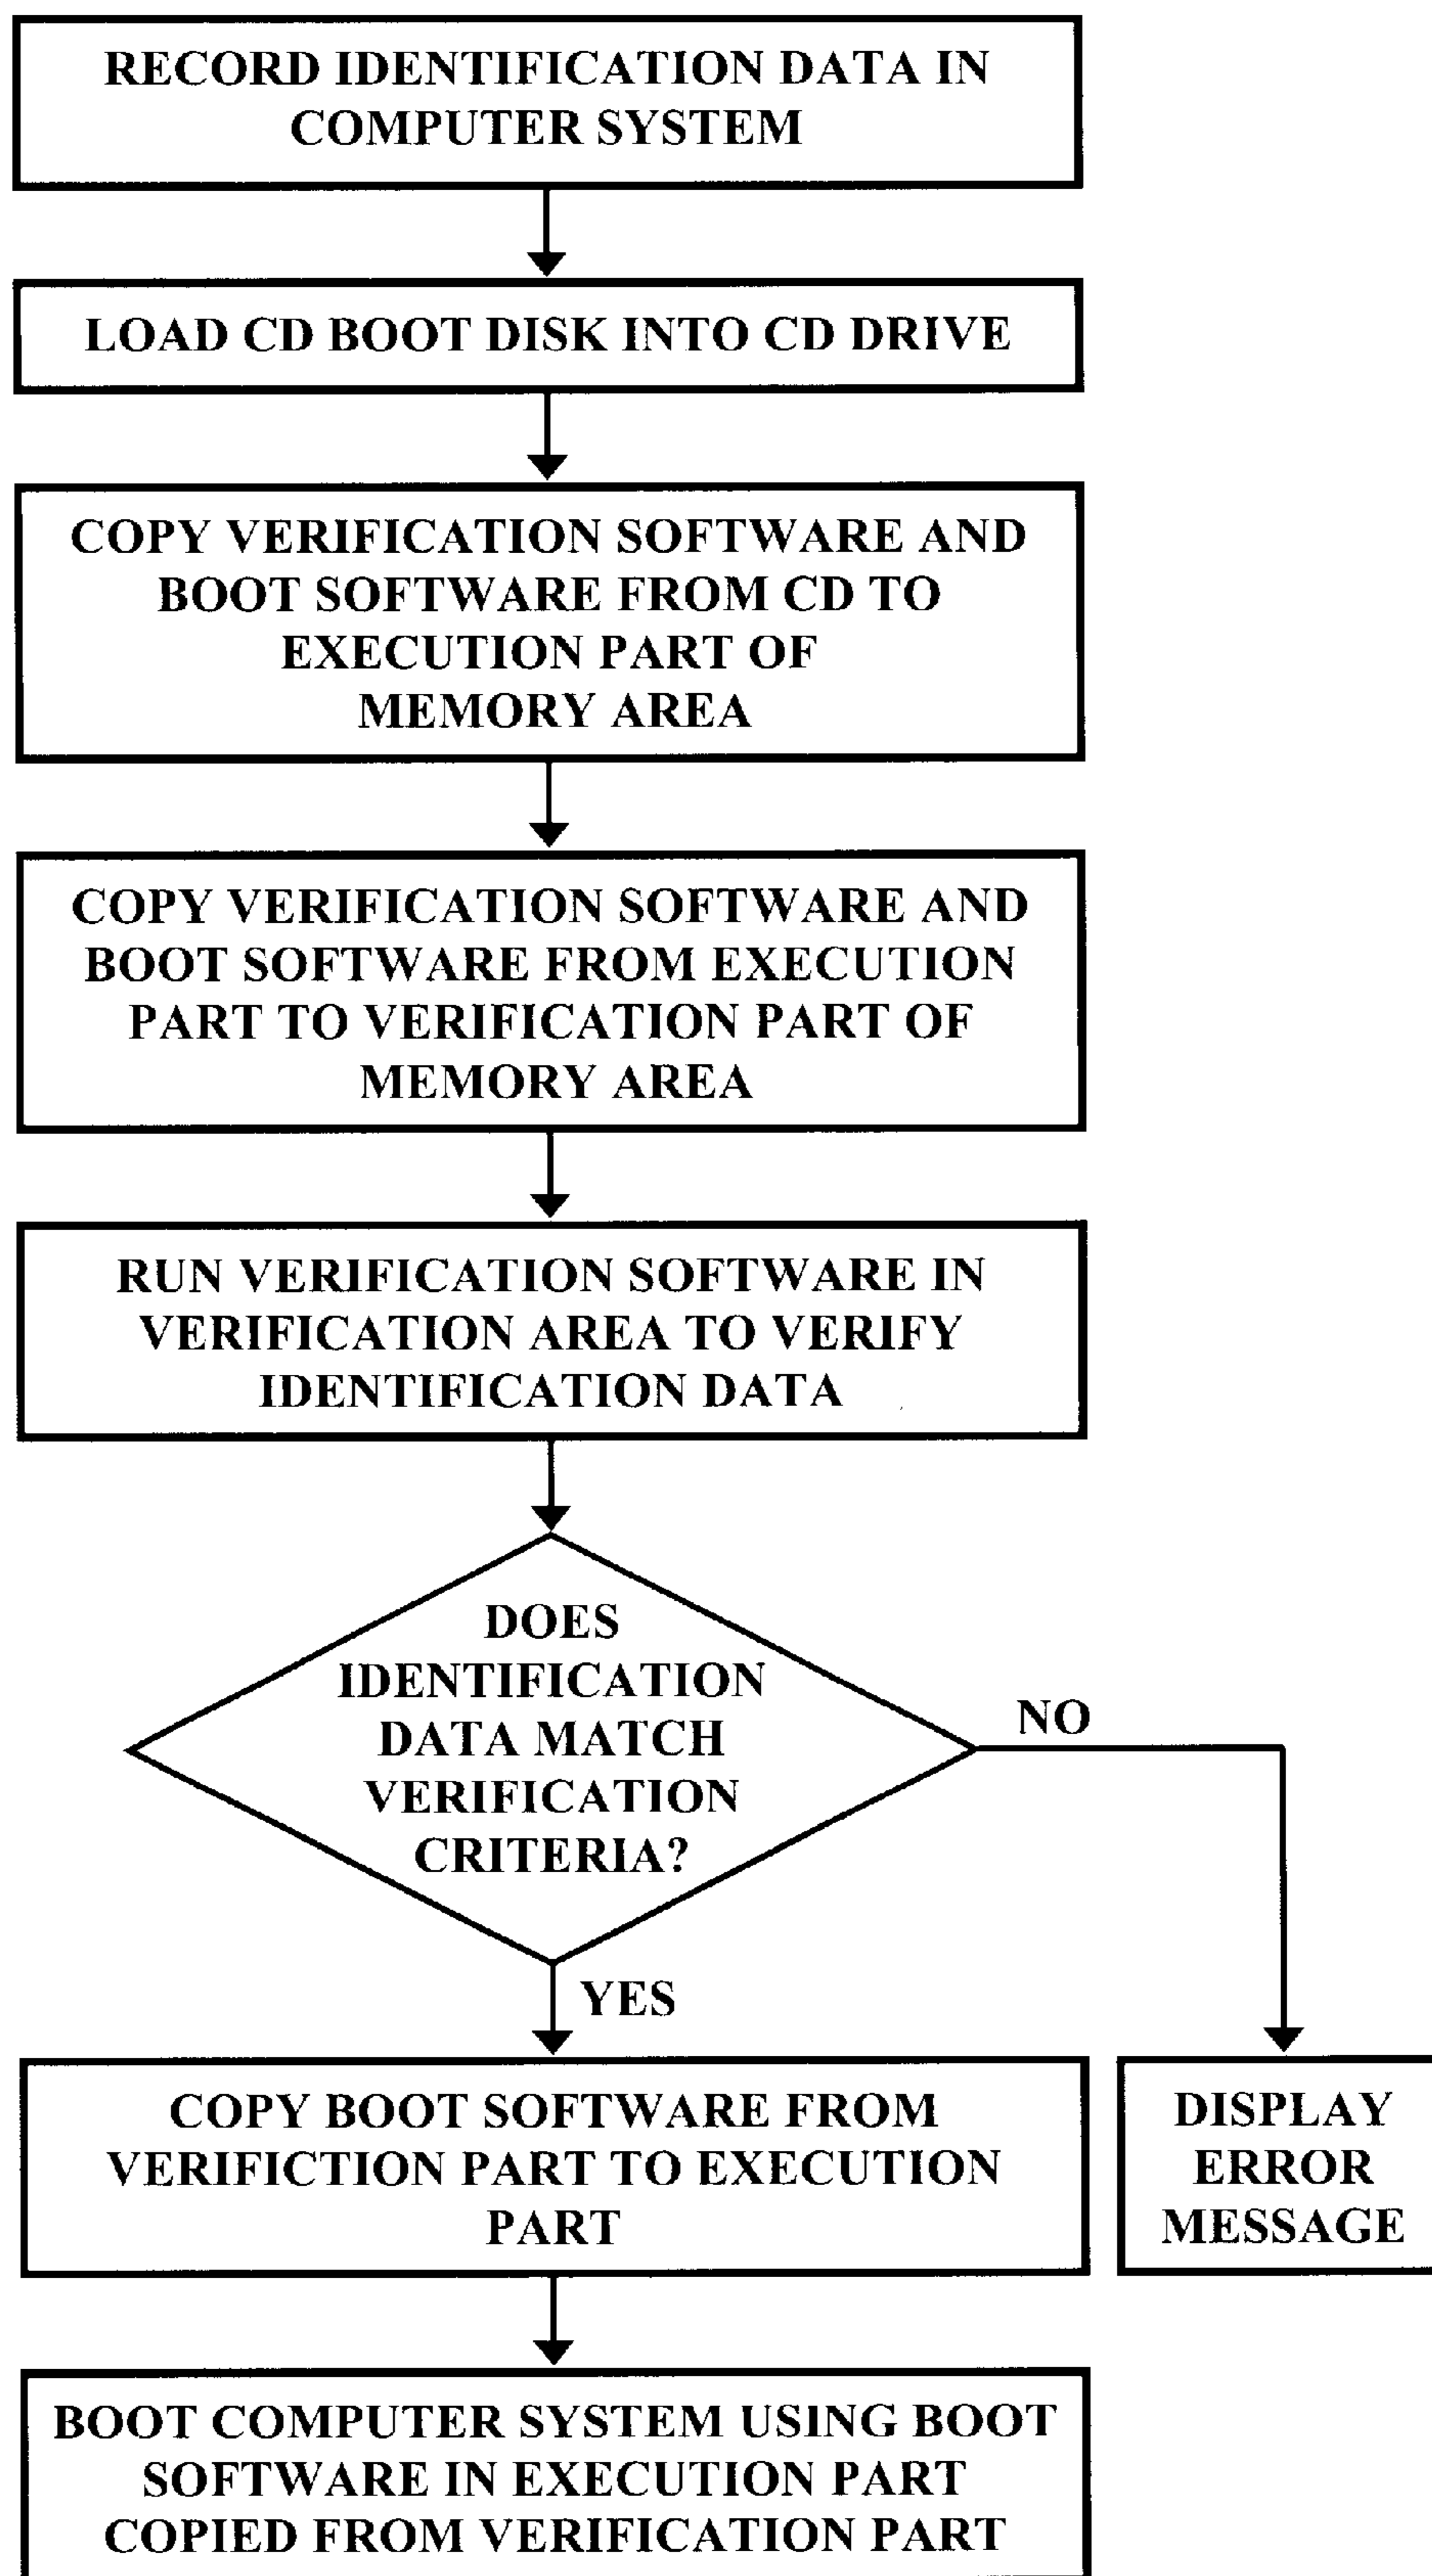 RECORD IDENTIFICATION DATA IN
COMPUTER SYSTEM
LOAD CD BOOT DISK INTO CD DRIVE
COPY VERIFICATION SOFTWARE AND
BOOT SOFTWARE FROM CD TO
EXECUTION PART OF
MEMORY AREA
COPY VERIFICATION SOFTWARE AND
BOOT SOFTWARE FROM EXECUTION
PART TO VERIFICATION PART OF
MEMORY AREA
RUN VERIFICATION SOFTWARE IN
VERIFICATION AREA TO VERIFY
IDENTIFICATION DATA
DOES
IDENTIFICATION
DATA MATCH
VERIFICATION
CRITERIA?
NO
YES
COPY BOOT SOFTWARE FROM
VERIFICTION PART TO EXECUTION
PART
DISPLAY
ERROR
MESSAGE
BOOT COMPUTER SYSTEM USING BOOT
SOFTWARE IN EXECUTION PART
COPIED FROM VERIFICATION PART